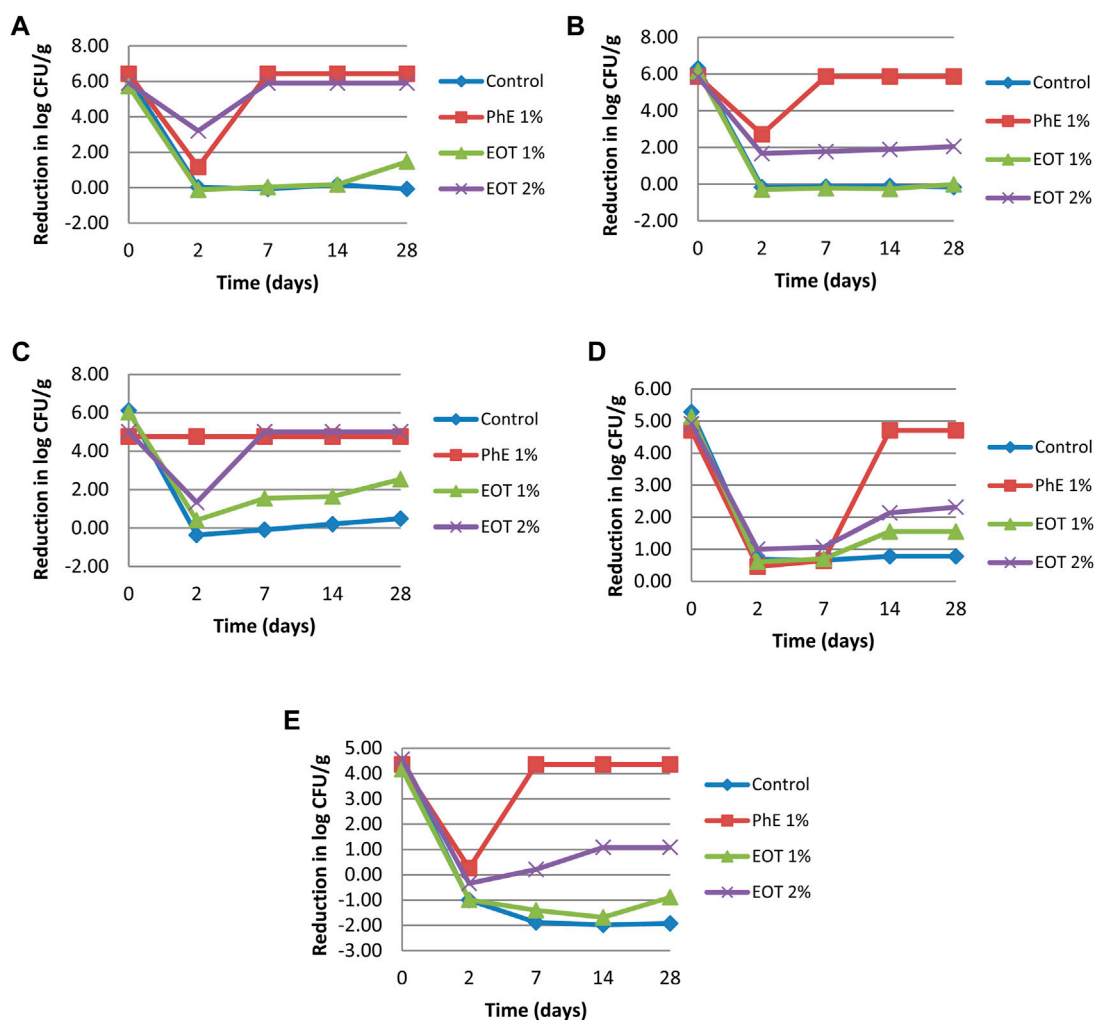 A
Reduction in log CFU/g
8.00
6.00
4.00
2.00
0.00
-2.00
0 2 7 14 28
Time (days)
Control
PhE 1%
EOT 1%
EOT 2%
B
Reduction in log CFU/g
8.00
6.00
4.00
2.00
0.00
-2.00
0 2 7 14 28
Time (days)
Control
PhE 1%
EOT 1%
EOT 2%
C
Reduction in log CFU/g
8.00
6.00
4.00
2.00
0.00
-2.00
0 2 7 14 28
Time (days)
Control
PhE 1%
EOT 1%
EOT 2%
D
Reduction in log CFU/g
6.00
5.00
4.00
3.00
2.00
1.00
0.00
0 2 7 14 28
Time (days)
Control
PhE 1%
EOT 1%
EOT 2%
E
Reduction in log CFU/g
5.00
4.00
3.00
2.00
1.00
0.00
-1.00
-2.00
-3.00
0 2 7 14 28
Time (days)
Control
PhE 1%
EOT 1%
EOT 2%